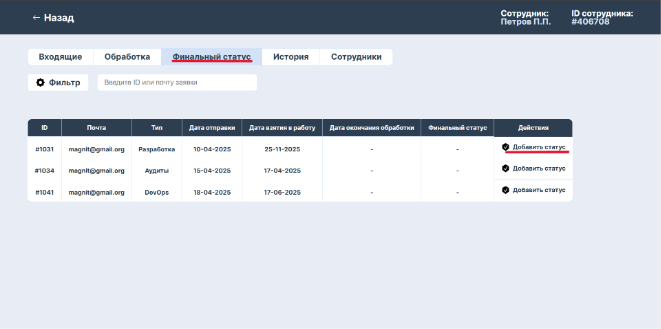 ← Назад
Сотрудник: ID сотрудника:
Петров П.П. #406708
Входящие Обработка Финальный статус История Сотрудники
Фильтр Введите ID или почту заявки
ID Почта Тип Дата отправки Дата взятия в работу Дата окончания обработки Финальный статус Действия
#1031 magnit@gmail.org Разработка 10-04-2025 25-11-2025 - - Добавить статус
#1034 magnit@gmail.org Аудиты 15-04-2025 17-04-2025 - - Добавить статус
#1041 magnit@gmail.org DevOps 18-04-2025 17-06-2025 - - Добавить статус